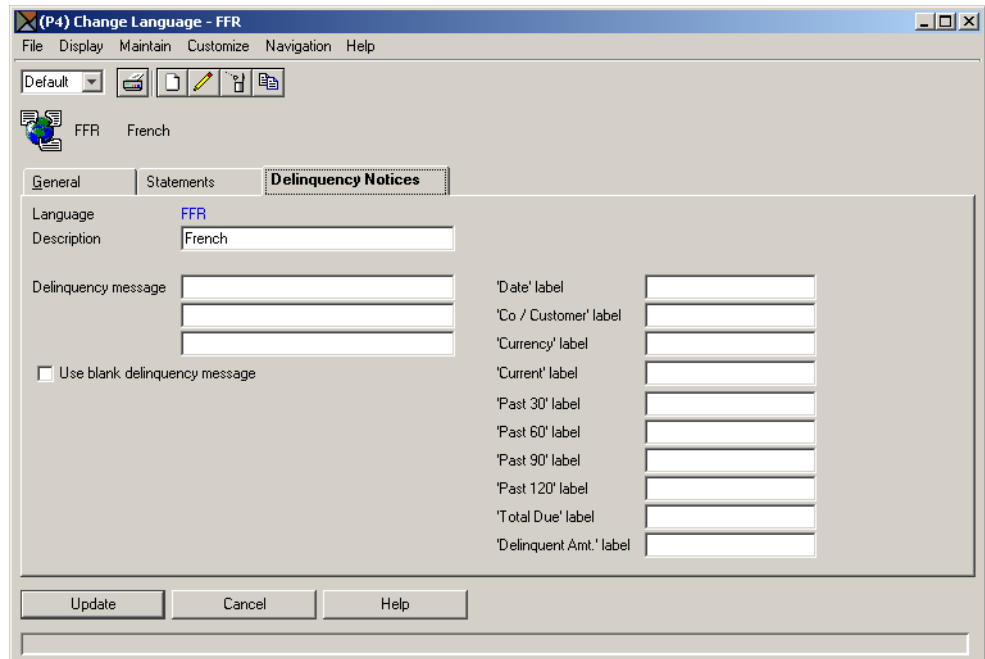 (P4) Change Language - FFR
File Display Maintain Customize Navigation Help
Default
FFR French
General Statements Delinquency Notices
Language FFR
Description French
Delinquency message 'Date' label
'Co / Customer' label
'Currency' label
Use blank delinquency message 'Current' label
'Past 30' label
'Past 60' label
'Past 90' label
'Past 120' label
'Total Due' label
'Delinquent Amt.' label
Update Cancel Help